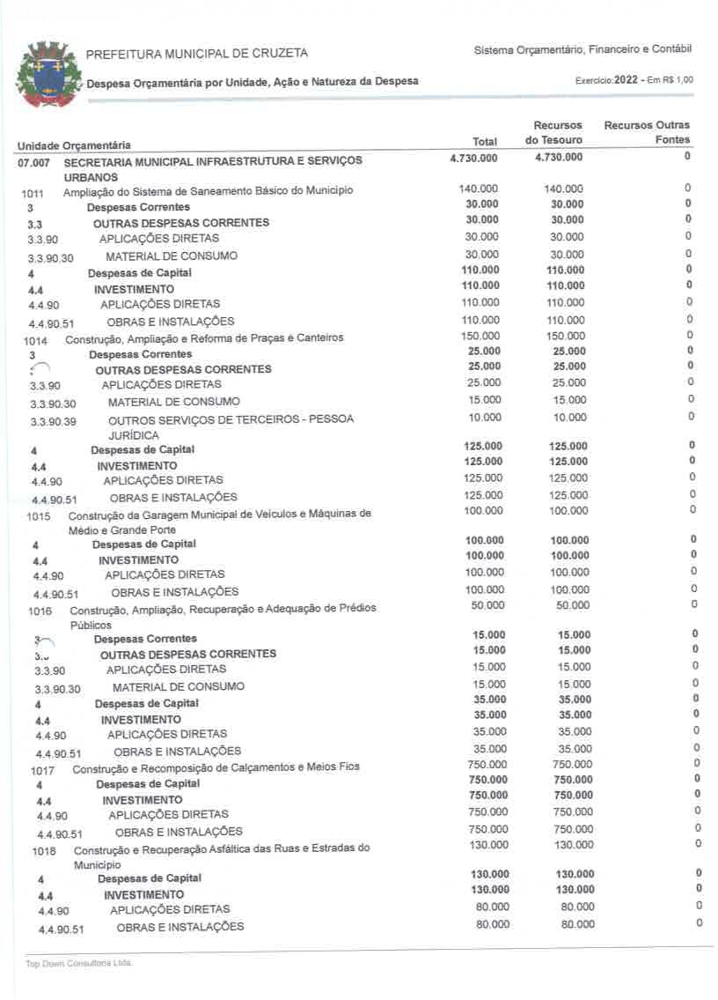 PREFEITURA MUNICIPAL DE CRUZETA
Sistema Orçamentário, Financeiro e Contábil
Despesa Orçamentária por Unidade, Ação e Natureza da Despesa
Exercício:2022 - Em R$ 1,00
Unidade Orçamentária Total Recursos do Tesouro Recursos Outras Fontes
07.007 SECRETARIA MUNICIPAL INFRAESTRUTURA E SERVIÇOS 4.730.000 4.730.000 0
URBANOS
1011 Ampliação do Sistema de Saneamento Básico do Municipio 140.000 140.000 0
3 Despesas Correntes 30.000 30.000 0
3.3 OUTRAS DESPESAS CORRENTES 30.000 30.000 0
3.3.90 APLICAÇÕES DIRETAS 30.000 30.000 0
3.3.90.30 MATERIAL DE CONSUMO 30.000 30.000 0
4 Despesas de Capital 110.000 110.000 0
4.4 INVESTIMENTO 110.000 110.000 0
4.4.90 APLICAÇÕES DIRETAS 110.000 110.000 0
4.4.90.51 OBRAS E INSTALAÇÕES 110.000 110.000 0
1014 Construção, Ampliação e Reforma de Praças e Canteiros 150.000 150.000 0
3 Despesas Correntes 25.000 25.000 0
OUTRAS DESPESAS CORRENTES 25.000 25.000 0
3.3.90 APLICAÇÕES DIRETAS 25.000 25.000 0
3.3.90.30 MATERIAL DE CONSUMO 15.000 15.000 0
3.3.90.39 OUTROS SERVIÇOS DE TERCEIROS - PESSOA 10.000 10.000 0
JURÍDICA
4 Despesas de Capital 125.000 125.000 0
4.4 INVESTIMENTO 125.000 125.000 0
4.4.90 APLICAÇÕES DIRETAS 125.000 125.000 0
4.4.90.51 OBRAS E INSTALAÇÕES 125.000 125.000 0
1015 Construção da Garagem Municipal de Veículos e Máquinas de 100.000 100.000 0
Médio e Grande Porte
4 Despesas de Capital 100.000 100.000 0
4.4 INVESTIMENTO 100.000 100.000 0
4.4.90 APLICAÇÕES DIRETAS 100.000 100.000 0
4.4.90.51 OBRAS E INSTALAÇÕES 100.000 100.000 0
1016 Construção, Ampliação, Recuperação e Adequação de Prédios 50.000 50.000 0
Públicos
3 Despesas Correntes 15.000 15.000 0
OUTRAS DESPESAS CORRENTES 15.000 15.000 0
3.3.90 APLICAÇÕES DIRETAS 15.000 15.000 0
3.3.90.30 MATERIAL DE CONSUMO 15.000 15.000 0
4 Despesas de Capital 35.000 35.000 0
4.4 INVESTIMENTO 35.000 35.000 0
4.4.90 APLICAÇÕES DIRETAS 35.000 35.000 0
4.4.90.51 OBRAS E INSTALAÇÕES 35.000 35.000 0
1017 Construção e Recomposição de Calçamentos e Meios Fios 750.000 750.000 0
4 Despesas de Capital 750.000 750.000 0
4.4 INVESTIMENTO 750.000 750.000 0
4.4.90 APLICAÇÕES DIRETAS 750.000 750.000 0
4.4.90.51 OBRAS E INSTALAÇÕES 750.000 750.000 0
1018 Construção e Recuperação Asfáltica das Ruas e Estradas do 130.000 130.000 0
Municipio
4 Despesas de Capital 130.000 130.000 0
4.4 INVESTIMENTO 130.000 130.000 0
4.4.90 APLICAÇÕES DIRETAS 80.000 80.000 0
4.4.90.51 OBRAS E INSTALAÇÕES 80.000 80.000 0
Top Down Consultoria Ltda.